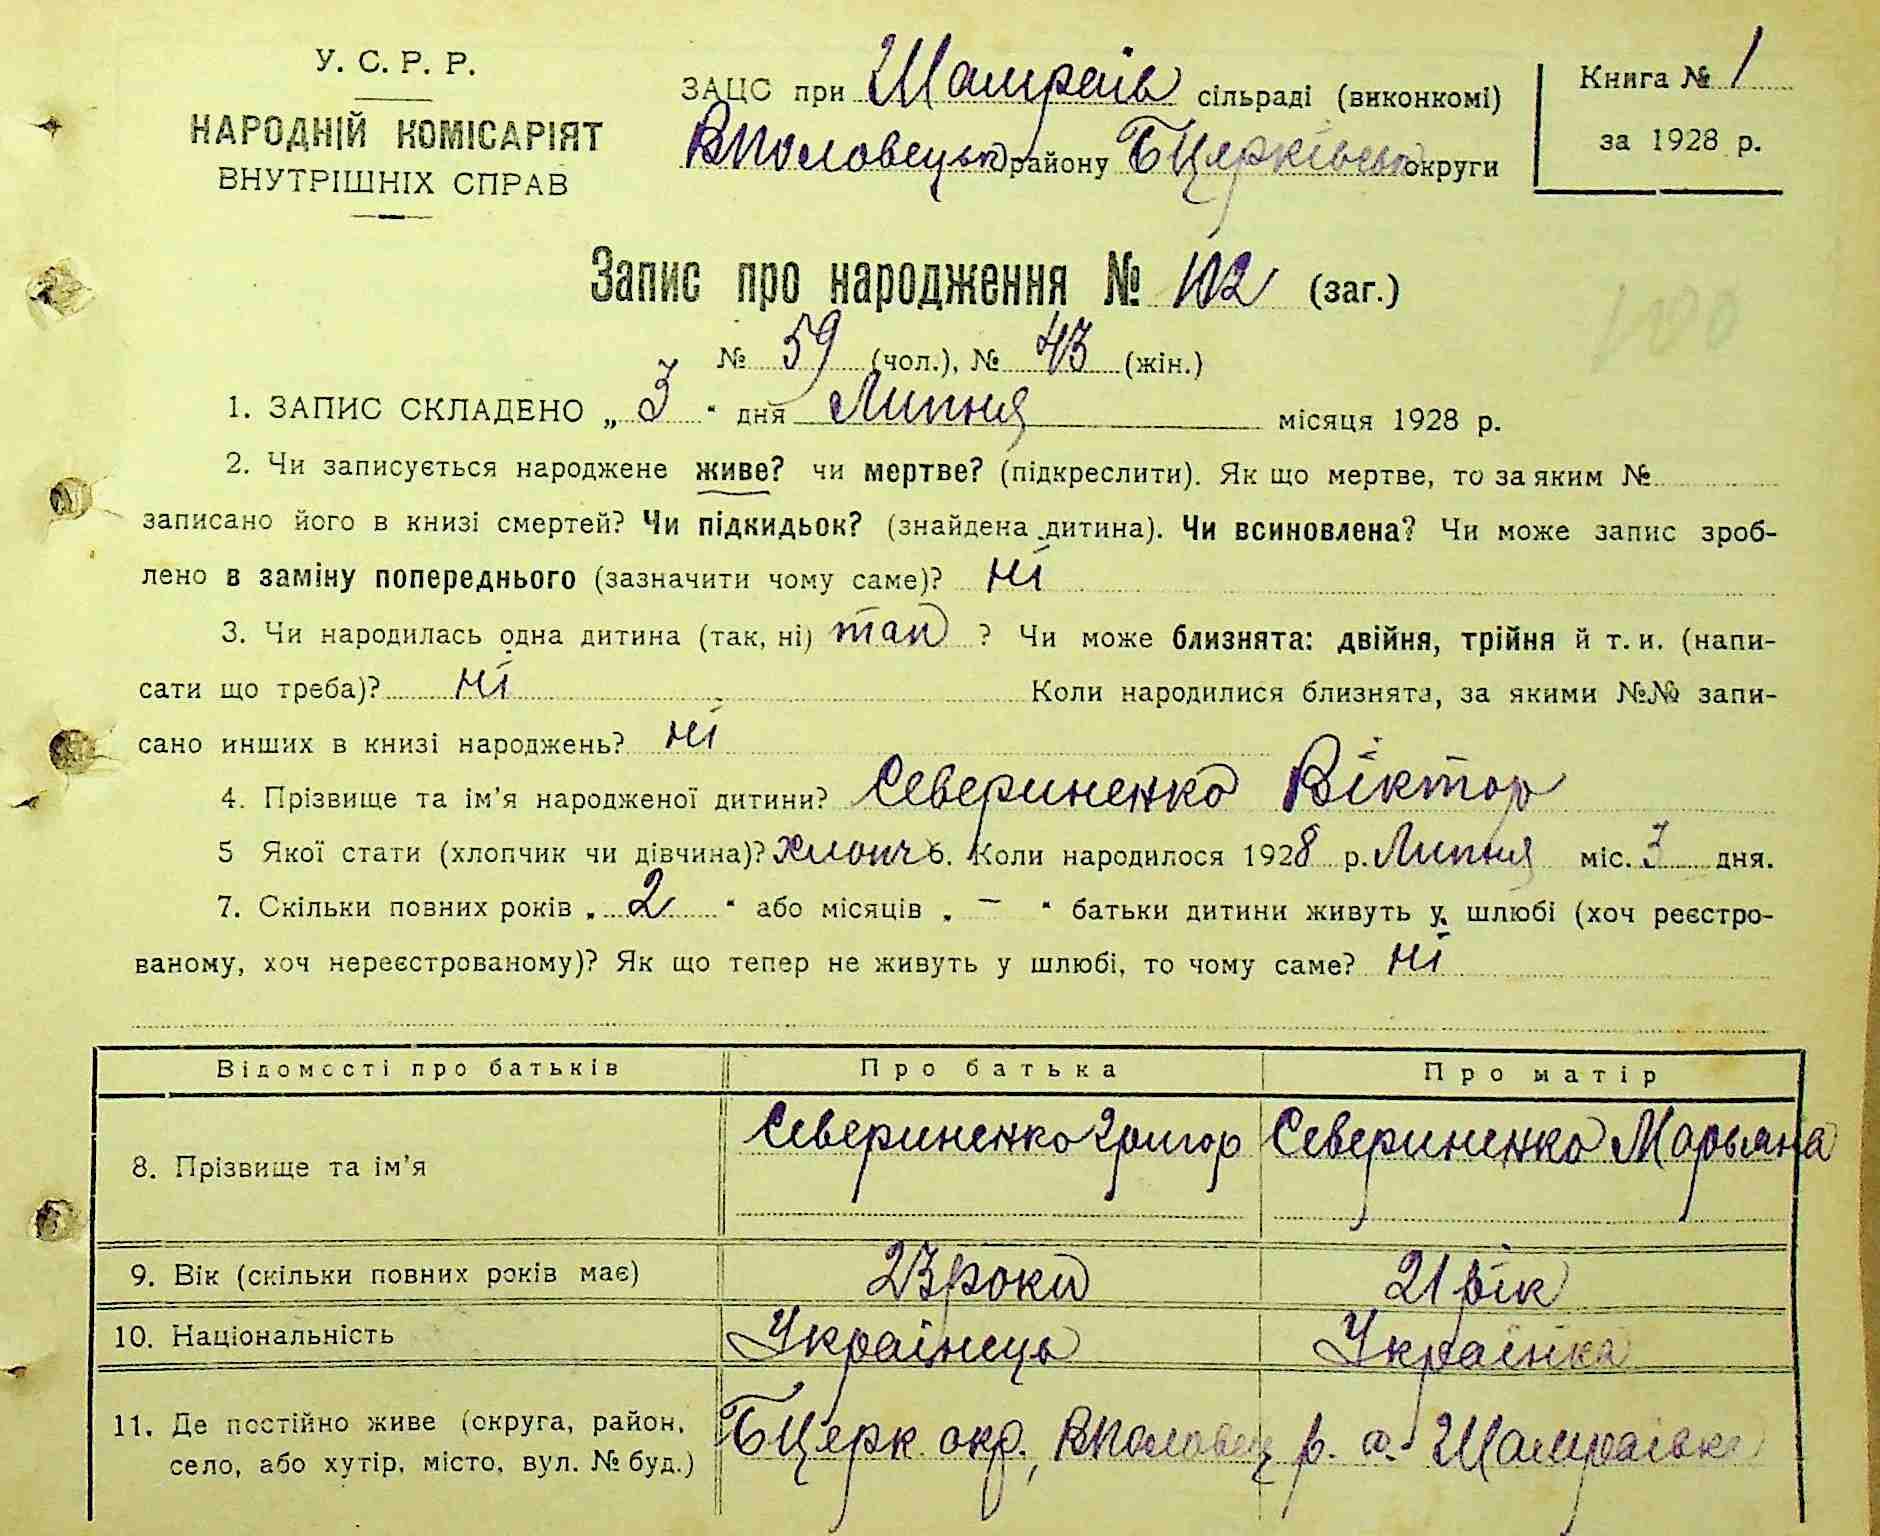 У. С. Р. Р.
НАРОДНІЙ КОМІСАРІЯТ
ВНУТРІШНІХ СПРАВ
ЗАЦС при Шамраїв сільраді (виконкомі)
ВПоловецьк району БЦерківськ округи
Книга № 1
за 1928 р.
Запис про народження № 102 (заг.)
100
№ 59 (чол.), № 43 (жін.)
1. ЗАПИС СКЛАДЕНО „ 3 “ дня Липня місяця 1928 р.
2. Чи записується народжене живе? чи мертве? (підкреслити). Як що мертве, то за яким №
записано його в книзі смертей? Чи підкидьок? (знайдена дитина). Чи всиновлена? Чи може запис зроб-
лено в заміну попереднього (зазначити чому саме)? ні
3. Чи народилась одна дитина (так, ні) так ? Чи може близнята: двійня, трійня й т. и. (напи-
сати що треба)? ні Коли народилися близнята, за якими №№ запи-
сано инших в книзі народжень? ні
4. Прізвище та ім’я народженої дитини? Севериненко Віктор
5 Якої стати (хлопчик чи дівчина)? хлопч 6. Коли народилося 1928 р. Липня міс. 3 дня.
7. Скільки повних років „ 2 “ або місяців „ — “ батьки дитини живуть у шлюбі (хоч реєстро-
ваному, хоч нереєстрованому)? Як що тепер не живуть у шлюбі, то чому саме? ні
Відомості про батьків Про батька Про матір
8. Прізвище та ім’я Севериненко Григор Севериненко Марьяна
9. Вік (скільки повних років має) 23 роки 21 рік
10. Національність Українець Українка
11. Де постійно живе (округа, район, БЦерк окр., ВПоловец р. с. Шамраівка
село, або хутір, місто, вул. № буд.)